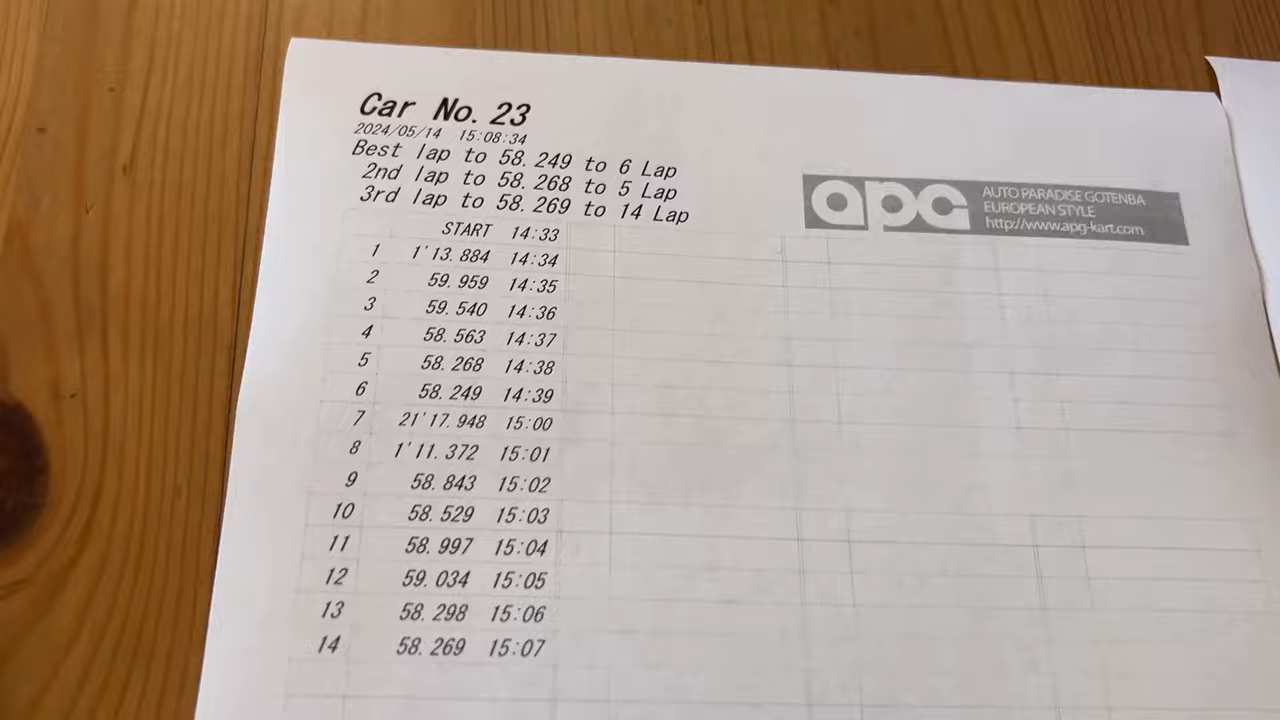 Car No. 23
2024/05/14 15:08:34
Best lap to 58.249 to 6 Lap
2nd lap to 58.268 to 5 Lap
3rd lap to 58.269 to 14 Lap
apg
AUTO PARADISE GOTENBA
EUROPEAN STYLE
http://www.apg-kart.com
START 14:33
1 1'13.884 14:34
2 59.959 14:35
3 59.540 14:36
4 58.563 14:37
5 58.268 14:38
6 58.249 14:39
7 21'17.948 15:00
8 1'11.372 15:01
9 58.843 15:02
10 58.529 15:03
11 58.997 15:04
12 59.034 15:05
13 58.298 15:06
14 58.269 15:07